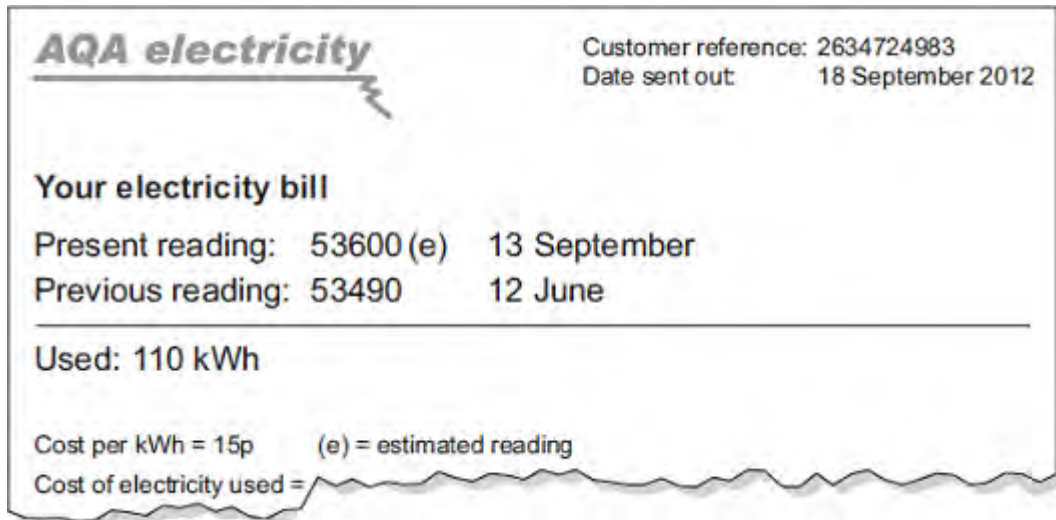 AQA electricity
Customer reference: 2634724983
Date sent out: 18 September 2012
Your electricity bill
Present reading: 53600 (e) 13 September
Previous reading: 53490 12 June
Used: 110 kWh
Cost per kWh = 15p (e) = estimated reading
Cost of electricity used =